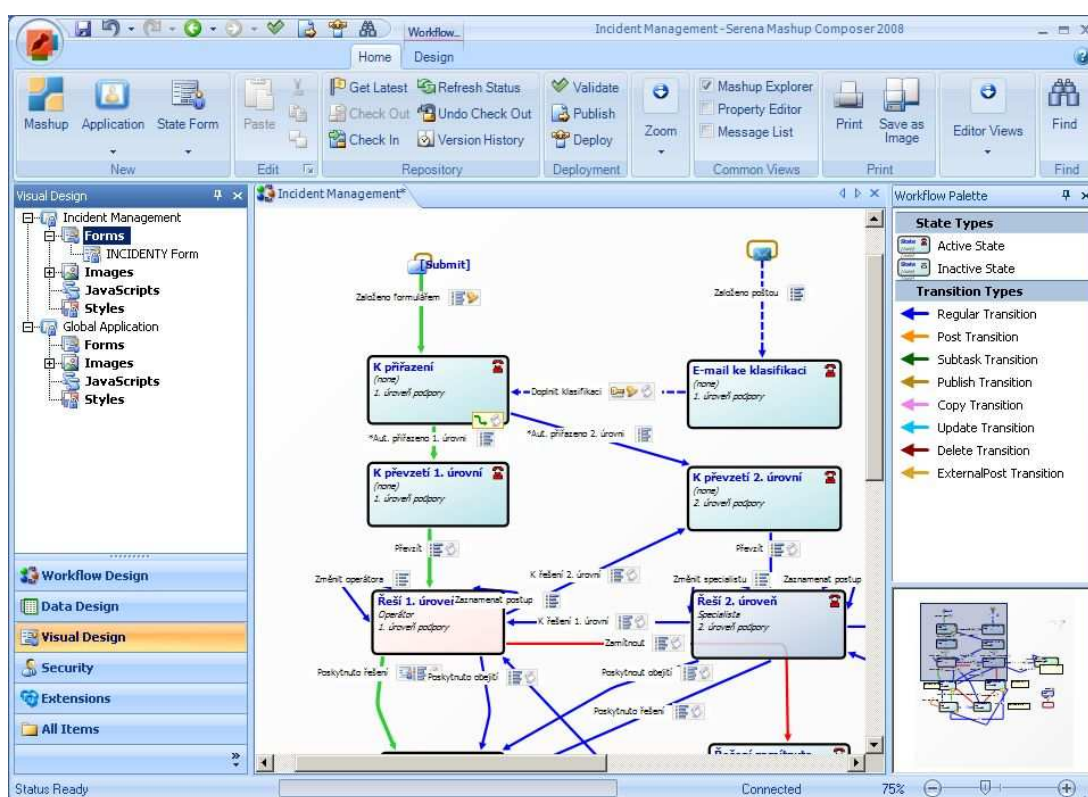 Workflow...
Incident Management - Serena Mashup Composer 2008
Home Design
Mashup Application State Form
New
Paste
Edit
Get Latest Refresh Status
Check Out Undo Check Out
Check In Version History
Repository
Validate
Publish
Deploy
Deployment
Zoom
Mashup Explorer
Property Editor
Message List
Common Views
Print Save as Image
Print
Editor Views
Find
Find
Visual Design
Incident Management
Forms
INCIDENTY Form
Images
JavaScripts
Styles
Global Application
Forms
Images
JavaScripts
Styles
Workflow Design
Data Design
Visual Design
Security
Extensions
All Items
Incident Management*
[Submit]
Založeno formulářem
Založeno poštou
K přiřazení
(none)
1. úroveň podpory
E-mail ke klasifikaci
(none)
1. úroveň podpory
Doplnit klasifikaci
*Aut. přiřazeno 1. úrovni
*Aut. přiřazeno 2. úrovni
K převzetí 1. úrovní
(none)
1. úroveň podpory
K převzetí 2. úrovní
(none)
2. úroveň podpory
Převzít
Převzít
Změnit operátora
K řešení 2. úrovní
Změnit specialistu
Zaznamenat postup
Řeší 1. úroveň
Zaznamenat postup
Operátor
1. úroveň podpory
Řeší 2. úroveň
Specialista
2. úroveň podpory
K řešení 1. úrovní
Zamítnout
Poskytnuto řešení
Poskytnuto obejití
Poskytnout obejití
Poskytnuto řešení
Řešení zamítnuto
Workflow Palette
State Types
Active State
Inactive State
Transition Types
Regular Transition
Post Transition
Subtask Transition
Publish Transition
Copy Transition
Update Transition
Delete Transition
ExternalPost Transition
Status Ready
Connected
75%